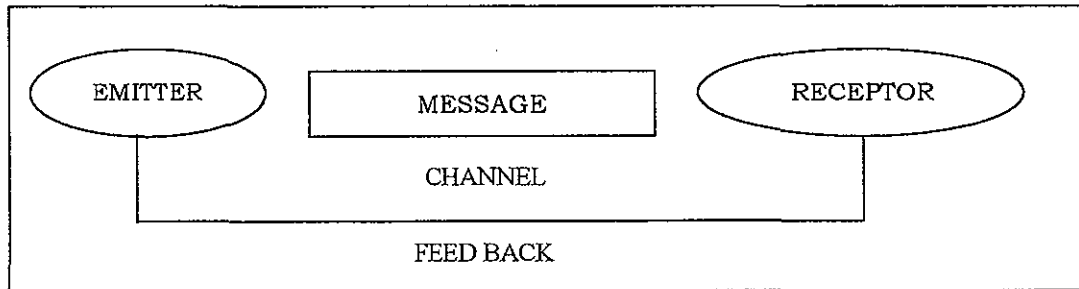 EMITTER
MESSAGE
RECEPTOR
CHANNEL
FEED BACK